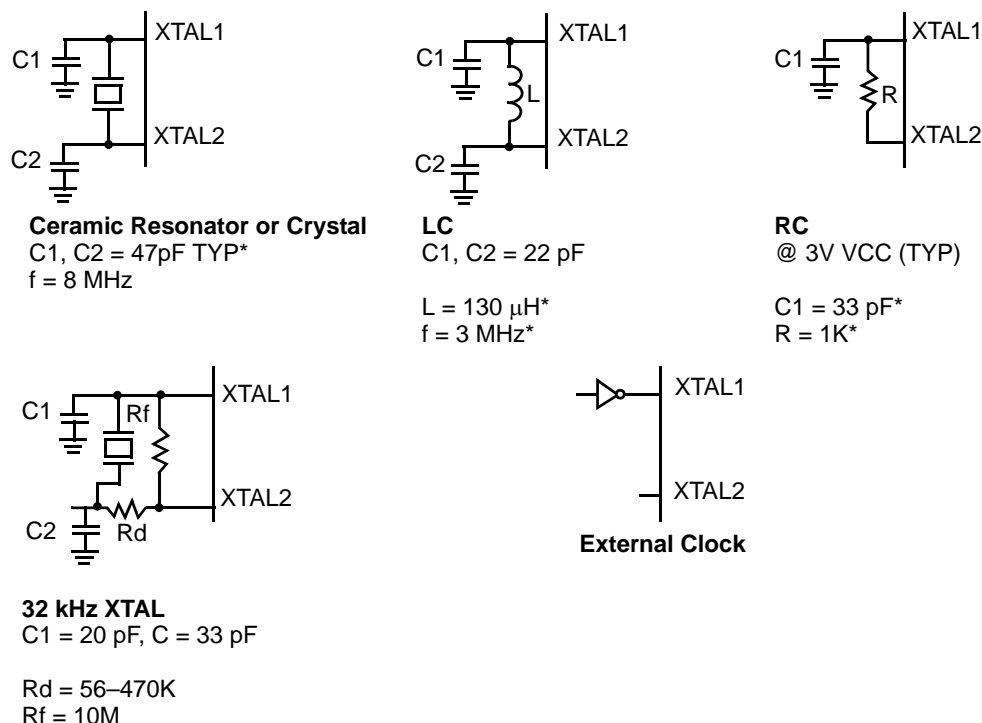 XTAL1
C1
XTAL2
C2
Ceramic Resonator or Crystal
C1, C2 = 47pF TYP*
f = 8 MHz
XTAL1
C1
L
XTAL2
C2
LC
C1, C2 = 22 pF
L = 130 μH*
f = 3 MHz*
XTAL1
C1
R
XTAL2
RC
@ 3V VCC (TYP)
C1 = 33 pF*
R = 1K*
XTAL1
C1
Rf
XTAL2
C2
Rd
32 kHz XTAL
C1 = 20 pF, C = 33 pF
Rd = 56–470K
Rf = 10M
XTAL1
XTAL2
External Clock